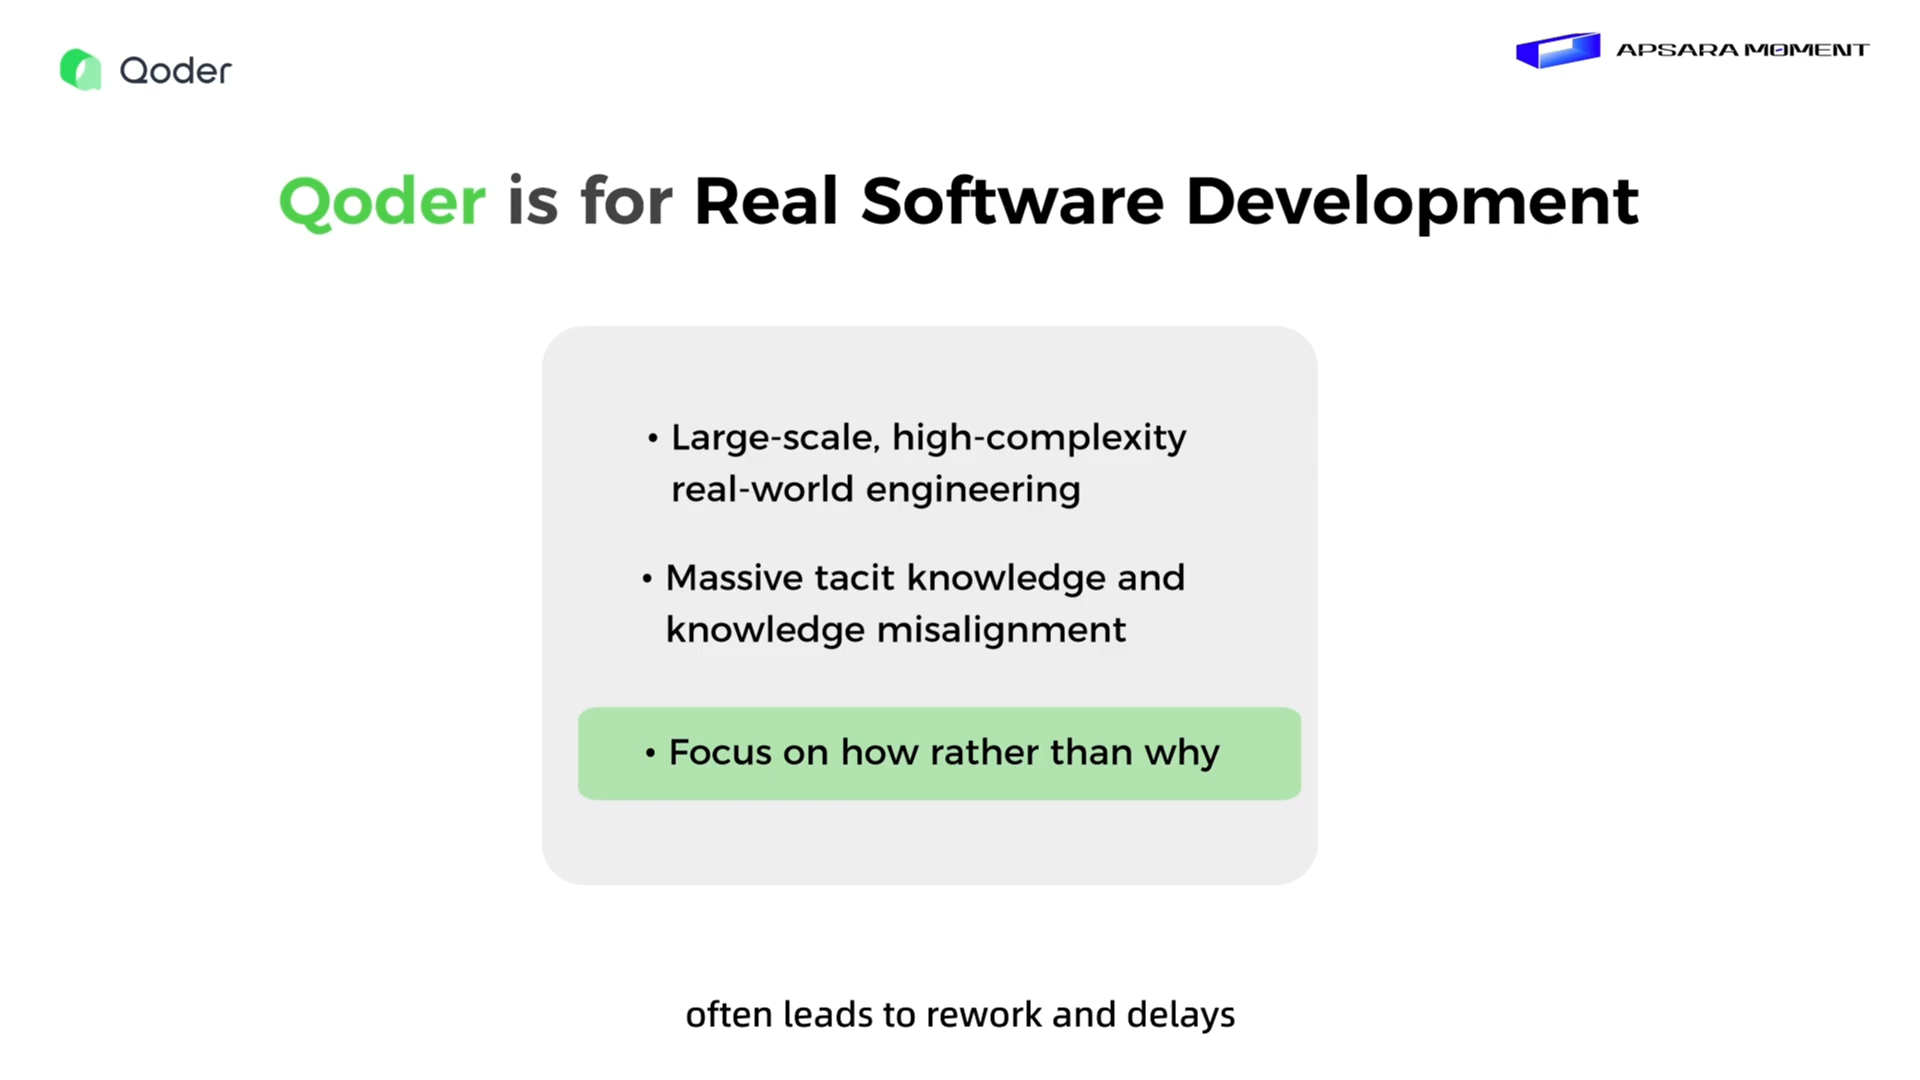 Qoder
APSARA MOMENT
Qoder is for Real Software Development
• Large-scale, high-complexity
real-world engineering
• Massive tacit knowledge and
knowledge misalignment
• Focus on how rather than why
often leads to rework and delays